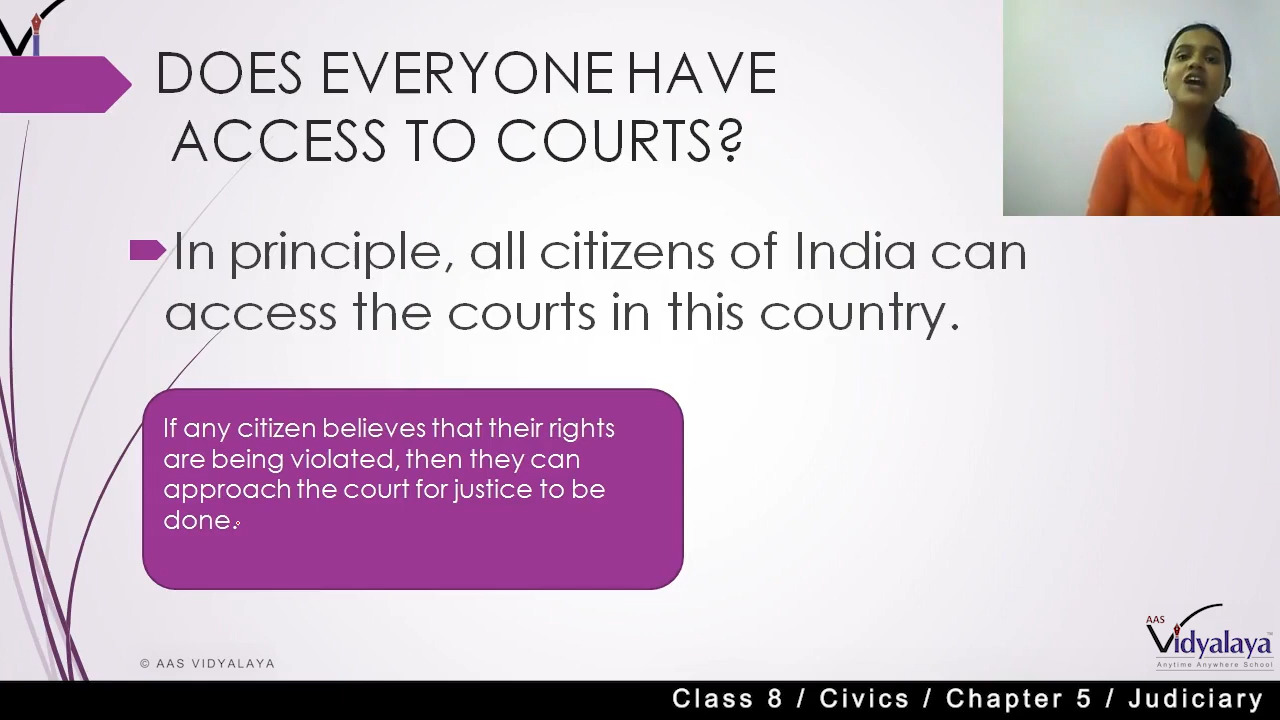 DOES EVERYONE HAVE
ACCESS TO COURTS?
In principle, all citizens of India can
access the courts in this country.
If any citizen believes that their rights
are being violated, then they can
approach the court for justice to be
done.
© AAS VIDYALAYA
AAS
Vidyalaya™
Anytime Anywhere School
Class 8 / Civics / Chapter 5 / Judiciary